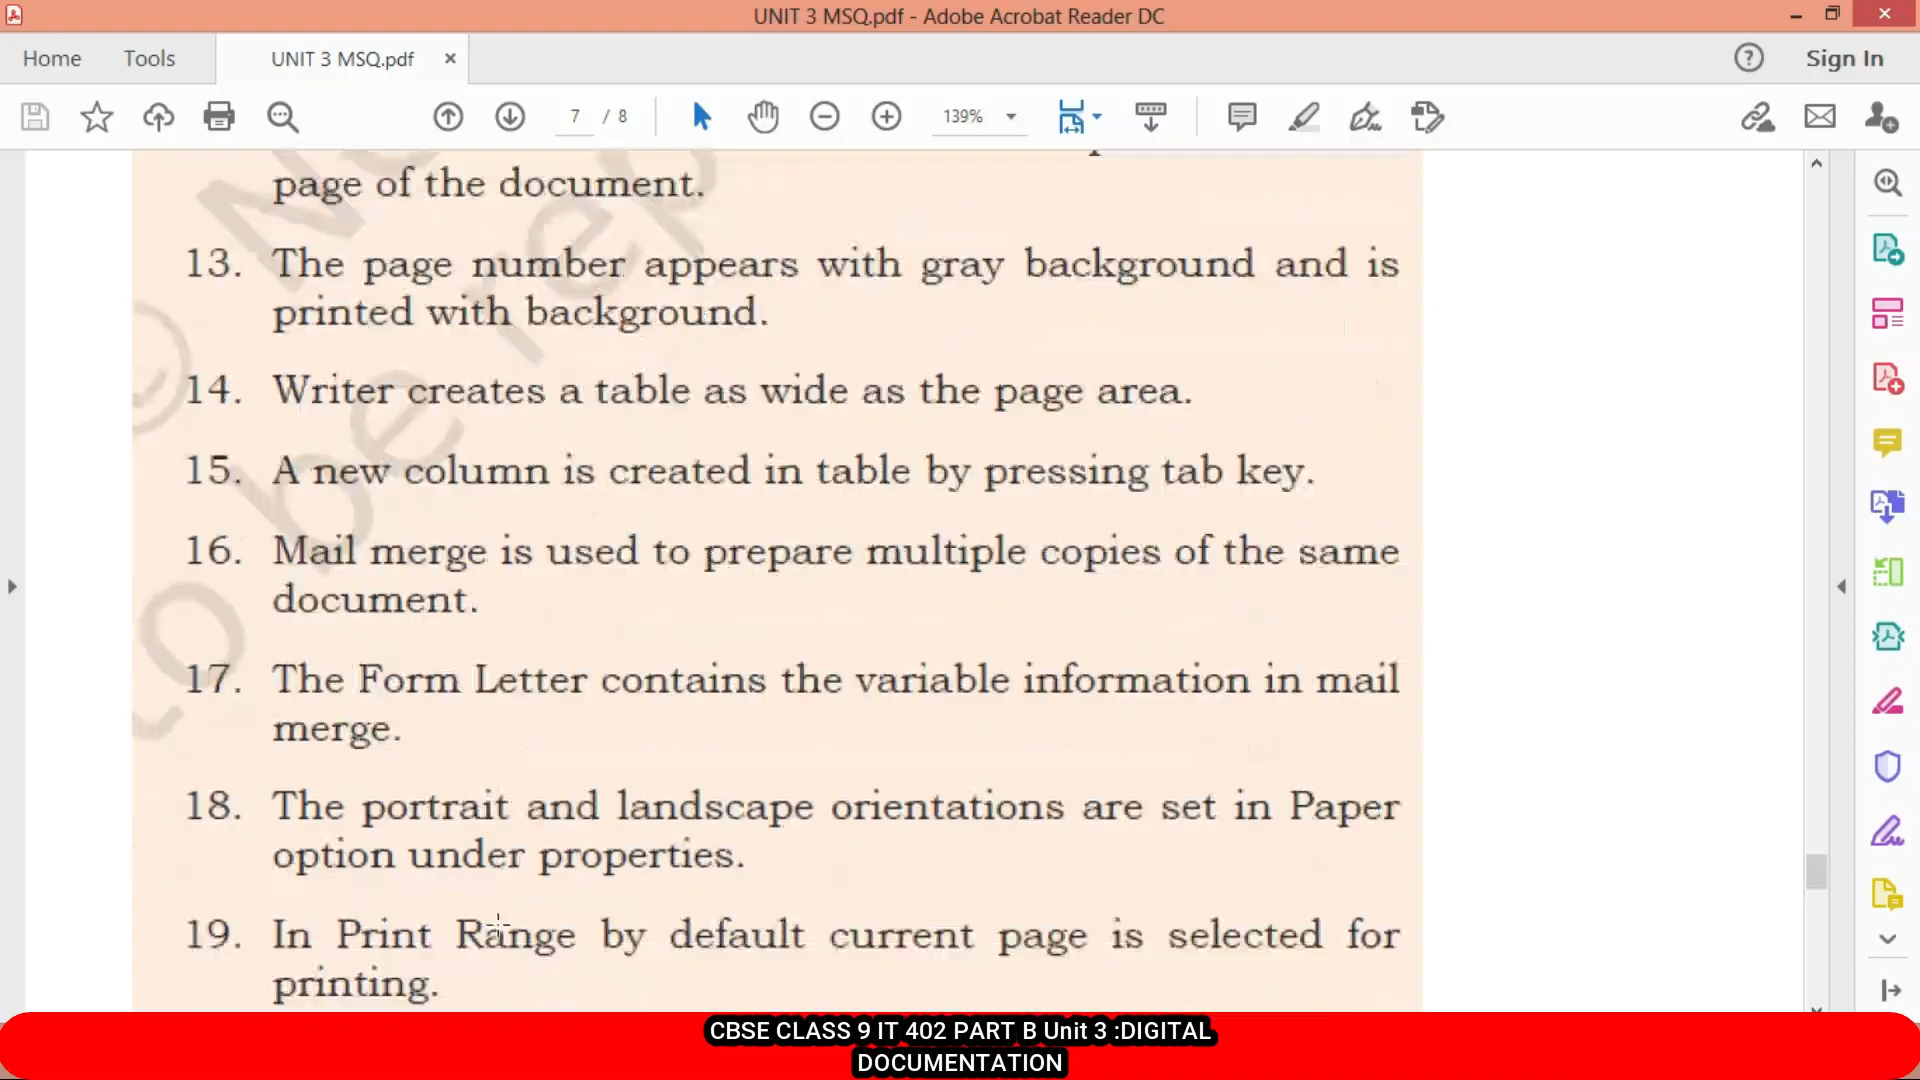 UNIT 3 MSQ.pdf - Adobe Acrobat Reader DC
Home Tools UNIT 3 MSQ.pdf × Sign In
7 / 8 139%
page of the document.
13. The page number appears with gray background and is
printed with background.
14. Writer creates a table as wide as the page area.
15. A new column is created in table by pressing tab key.
16. Mail merge is used to prepare multiple copies of the same
document.
17. The Form Letter contains the variable information in mail
merge.
18. The portrait and landscape orientations are set in Paper
option under properties.
19. In Print Range by default current page is selected for
printing.
to be rep
CBSE CLASS 9 IT 402 PART B Unit 3 :DIGITAL
DOCUMENTATION